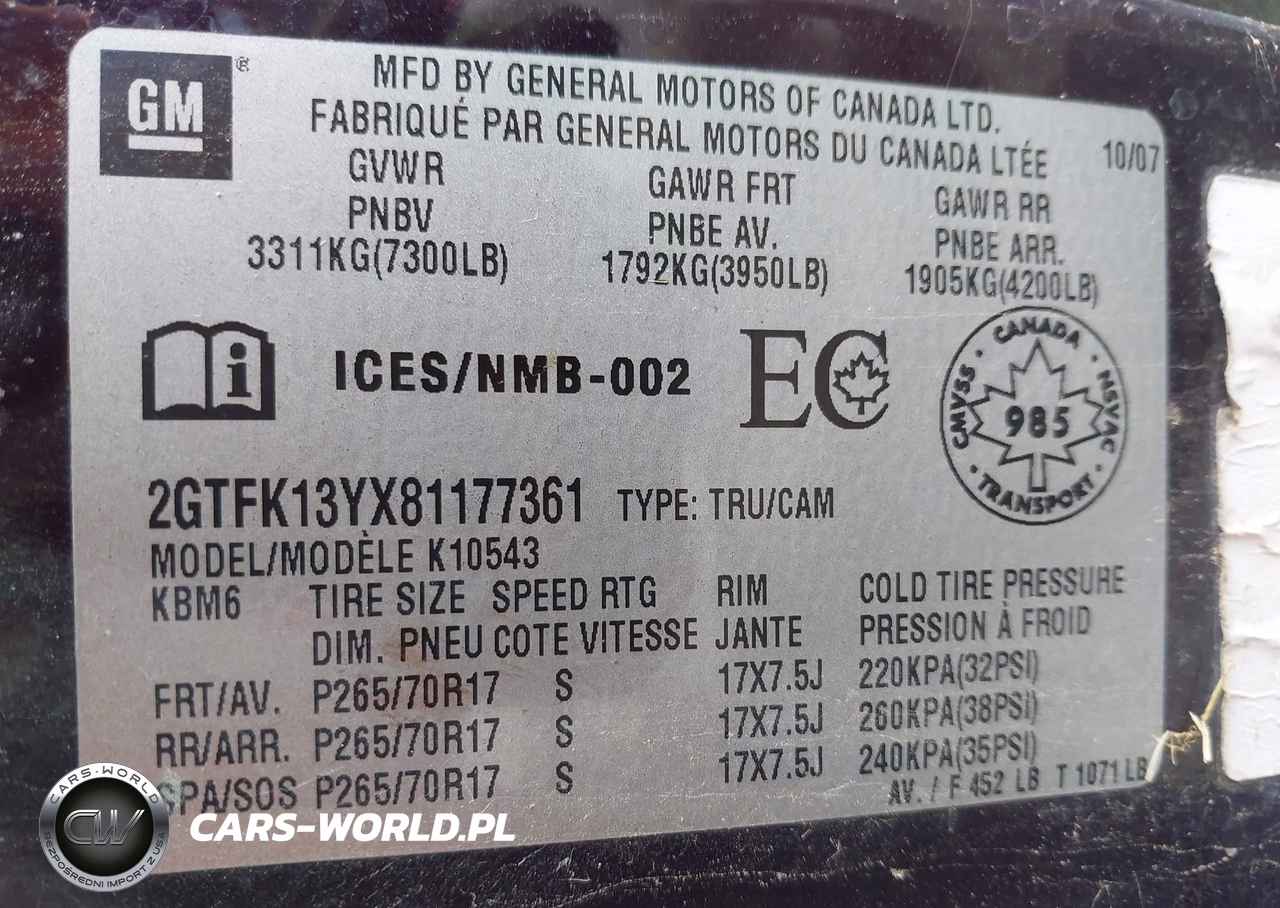 GM
®
MFD BY GENERAL MOTORS OF CANADA LTD.
FABRIQUÉ PAR GENERAL MOTORS DU CANADA LTÉE 10/07
GVWR GAWR FRT GAWR RR
PNBV PNBE AV. PNBE ARR.
3311KG(7300LB) 1792KG(3950LB) 1905KG(4200LB)
i ICES/NMB-002 EC
CANADA
CMVSS 985 NSVAC
TRANSPORT
2GTFK13YX81177361 TYPE: TRU/CAM
MODEL/MODÈLE K10543
KBM6 TIRE SIZE SPEED RTG RIM COLD TIRE PRESSURE
DIM. PNEU COTE VITESSE JANTE PRESSION À FROID
FRT/AV. P265/70R17 S 17X7.5J 220KPA(32PSI)
RR/ARR. P265/70R17 S 17X7.5J 260KPA(38PSI)
SPA/SOS P265/70R17 S 17X7.5J 240KPA(35PSI)
AV. / F 452 LB T 1071 LB
CARS-WORLD
CW
BEZPOŚREDNI IMPORT Z USA
CARS-WORLD.PL